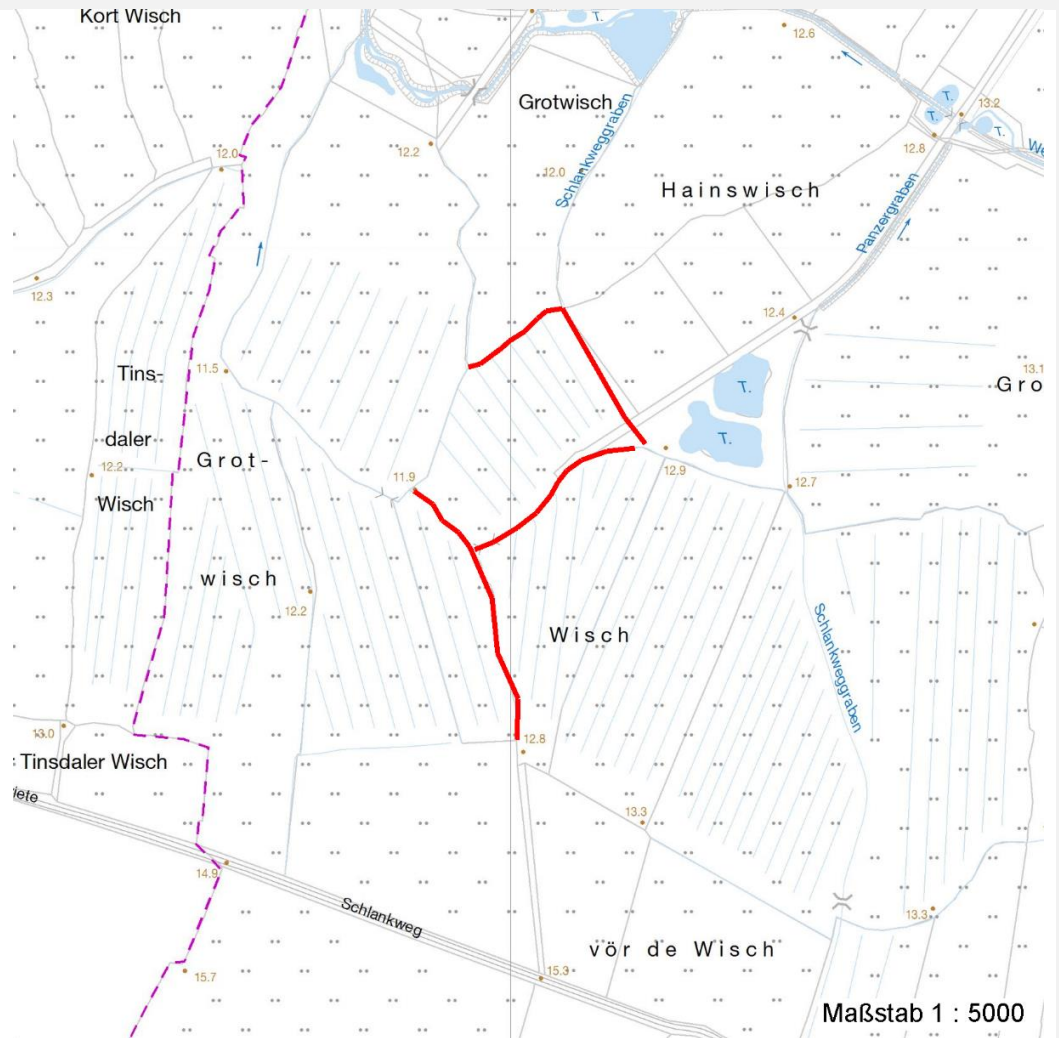 Kort Wisch
T.
12.6
Grotwisch
Schlankweggraben
T.
T.
13.2
T.
12.8
We
12.0
12.2
12.0
Hainswisch
Panzergraben
12.3
12.4
Tins-
11.5
13.1
Gro
T.
daler
T.
Grot-
12.2
11.9
12.9
12.7
Wisch
wisch
12.2
Wisch
Schlankweggraben
13.0
12.8
Tinsdaler Wisch
iete
13.3
14.9
Schlankweg
13.3
vör de Wisch
15.7
15.3
Maßstab 1 : 5000